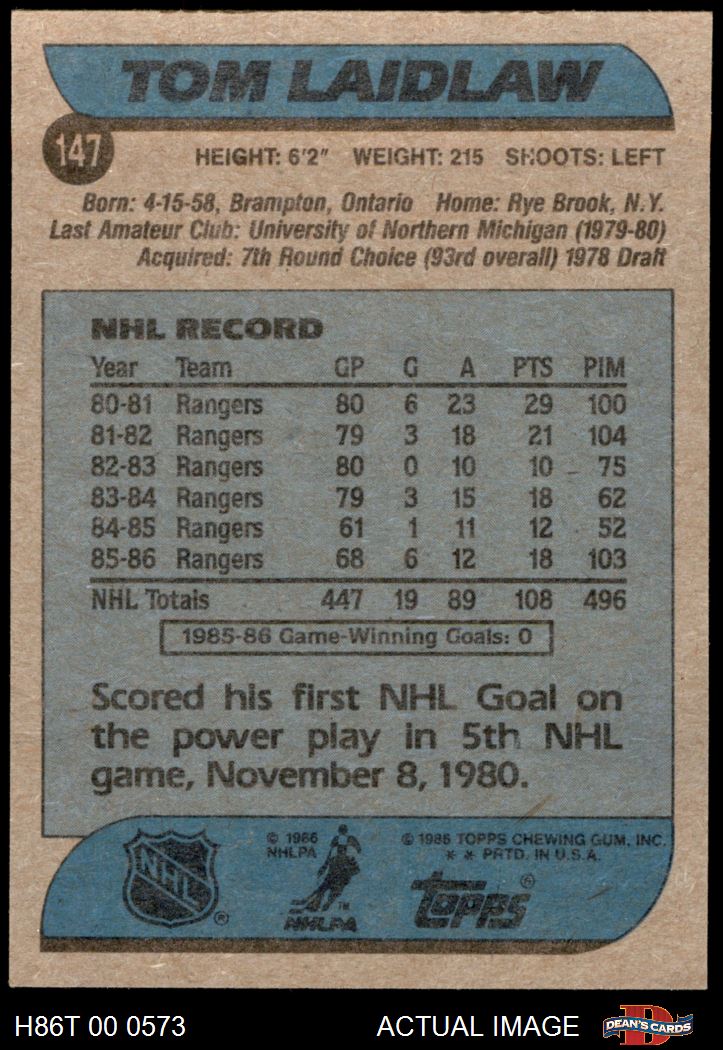 TOM LAIDLAW
147
HEIGHT: 6'2" WEIGHT: 215 SHOOTS: LEFT
Born: 4-15-58, Brampton, Ontario Home: Rye Brook, N.Y.
Last Amateur Club: University of Northern Michigan (1979-80)
Acquired: 7th Round Choice (93rd overall) 1978 Draft
NHL RECORD
Year Team GP G A PTS PIM
80-81 Rangers 80 6 23 29 100
81-82 Rangers 79 3 18 21 104
82-83 Rangers 80 0 10 10 75
83-84 Rangers 79 3 15 18 62
84-85 Rangers 61 1 11 12 52
85-86 Rangers 68 6 12 18 103
NHL Totals 447 19 89 108 496
1985-86 Game-Winning Goals: 0
Scored his first NHL Goal on
the power play in 5th NHL
game, November 8, 1980.
NHL ®
© 1986
NHLPA
TM
NHLPA
© 1986 TOPPS CHEWING GUM, INC.
* * PRTD. IN U.S.A.
topps ®
H86T 00 0573 ACTUAL IMAGE
D
DEAN'S CARDS